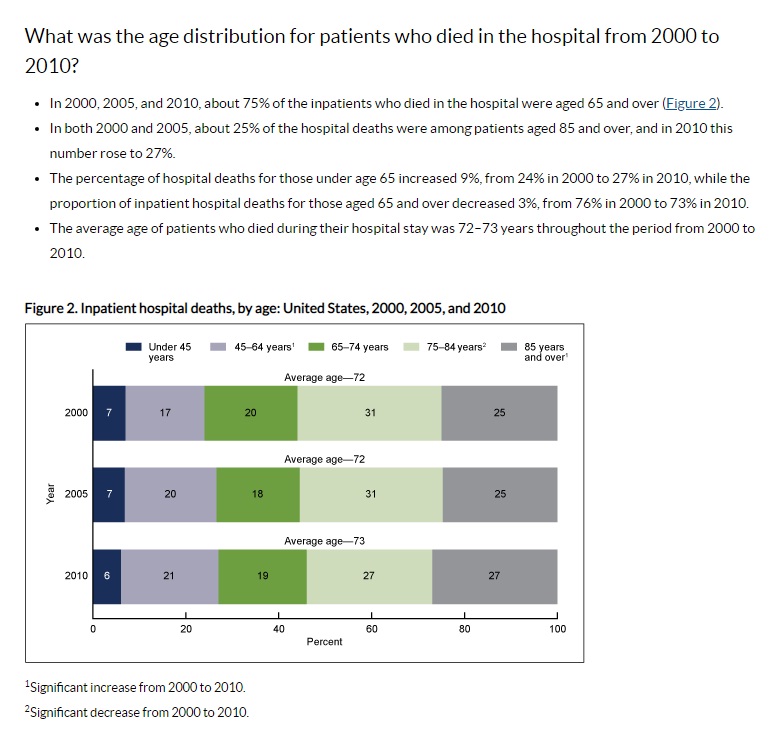 What was the age distribution for patients who died in the hospital from 2000 to
2010?
• In 2000, 2005, and 2010, about 75% of the inpatients who died in the hospital were aged 65 and over (Figure 2).
• In both 2000 and 2005, about 25% of the hospital deaths were among patients aged 85 and over, and in 2010 this
number rose to 27%.
• The percentage of hospital deaths for those under age 65 increased 9%, from 24% in 2000 to 27% in 2010, while the
proportion of inpatient hospital deaths for those aged 65 and over decreased 3%, from 76% in 2000 to 73% in 2010.
• The average age of patients who died during their hospital stay was 72–73 years throughout the period from 2000 to
2010.
Figure 2. Inpatient hospital deaths, by age: United States, 2000, 2005, and 2010
Under 45 years
45–64 years¹
65–74 years
75–84 years²
85 years and over¹
Average age—72
2000 7 17 20 31 25
Average age—72
2005 7 20 18 31 25
Average age—73
2010 6 21 19 27 27
Year
0 20 40 60 80 100
Percent
¹Significant increase from 2000 to 2010.
²Significant decrease from 2000 to 2010.